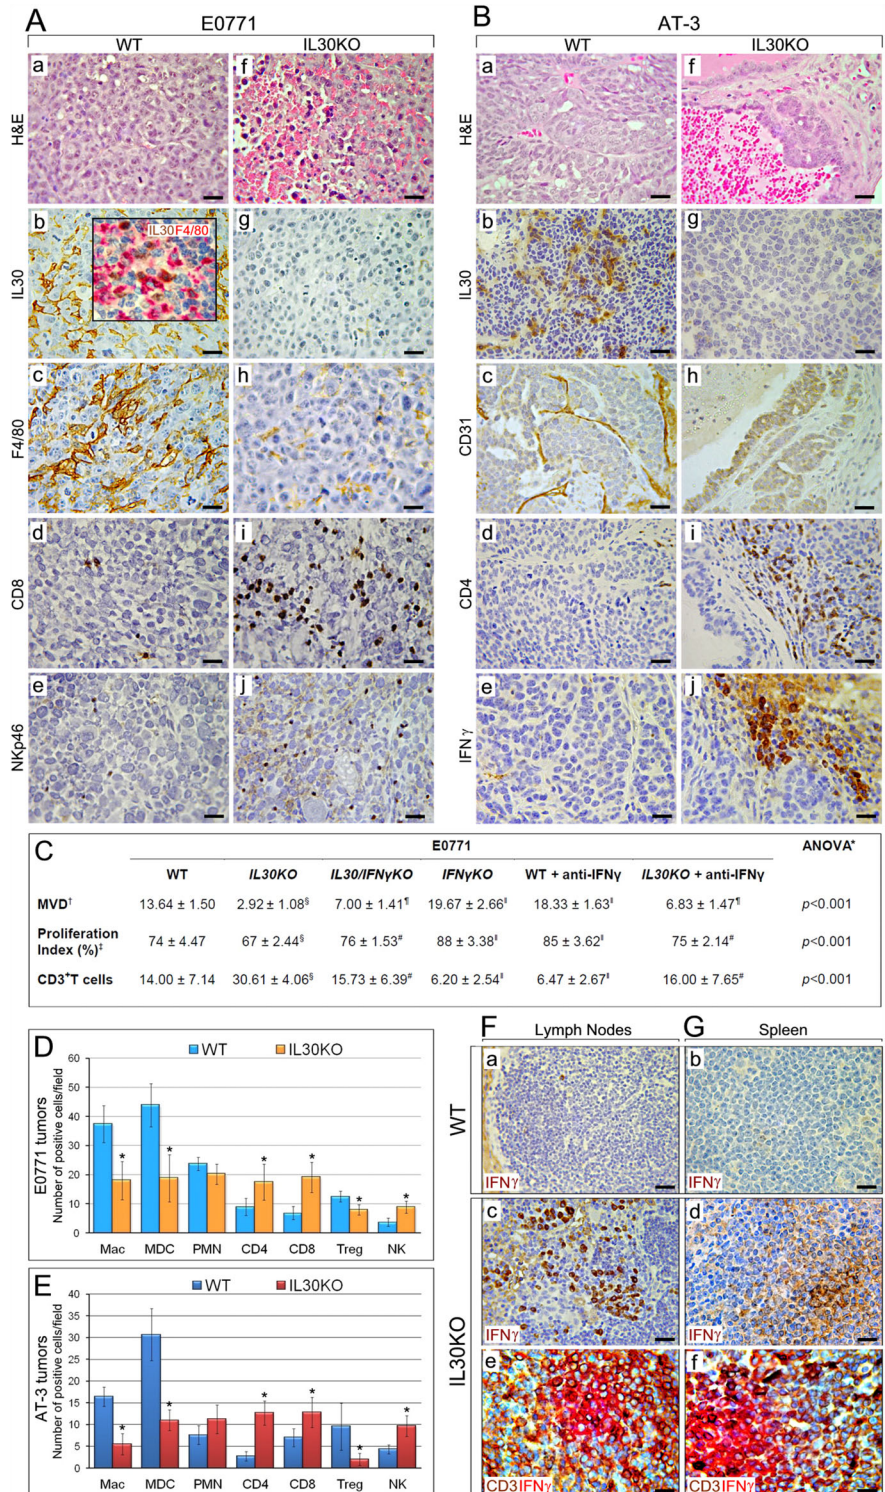 A
E0771
WT
IL30KO
B
AT-3
WT
IL30KO
H&E
a
f
H&E
a
f
IL30
b
IL30F4/80
g
IL30
b
g
F4/80
c
h
CD31
c
h
CD8
d
i
CD4
d
i
NKp46
e
j
IFNγ
e
j
C
E0771
ANOVA*
WT
IL30KO
IL30/IFNγKO
IFNγKO
WT + anti-IFNγ
IL30KO + anti-IFNγ
MVD†
13.64 ± 1.50
2.92 ± 1.08§
7.00 ± 1.41¶
19.67 ± 2.66‖
18.33 ± 1.63‖
6.83 ± 1.47¶
p<0.001
Proliferation
Index (%)‡
74 ± 4.47
67 ± 2.44§
76 ± 1.53#
88 ± 3.38‖
85 ± 3.62‖
75 ± 2.14#
p<0.001
CD3+T cells
14.00 ± 7.14
30.61 ± 4.06§
15.73 ± 6.39#
6.20 ± 2.54‖
6.47 ± 2.67‖
16.00 ± 7.65#
p<0.001
D
WT
IL30KO
E0771 tumors
Number of positive cells/field
60
50
40
30
20
10
0
*
*
*
*
*
*
Mac
MDC
PMN
CD4
CD8
Treg
NK
E
WT
IL30KO
AT-3 tumors
Number of positive cells/field
40
35
30
25
20
15
10
5
0
*
*
*
*
*
*
Mac
MDC
PMN
CD4
CD8
Treg
NK
F
Lymph Nodes
G
Spleen
WT
a
IFNγ
b
IFNγ
IL30KO
c
IFNγ
d
IFNγ
e
CD3IFNγ
f
CD3IFNγ